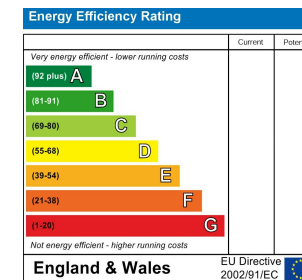 Energy Efficiency Rating
Current Poten
Very energy efficient - lower running costs
(92 plus) A
(81-91) B
(69-80) C
(55-68) D
(39-54) E
(21-38) F
(1-20) G
Not energy efficient - higher running costs
England & Wales
EU Directive
2002/91/EC